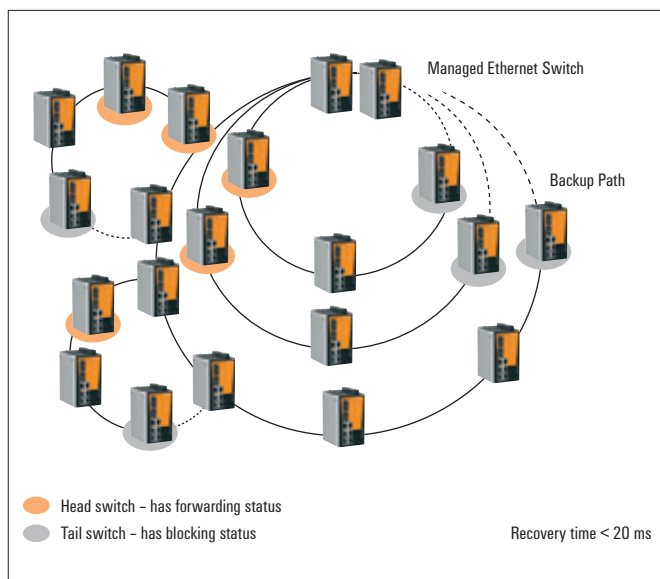 Managed Ethernet Switch
Backup Path
Head switch – has forwarding status
Tail switch – has blocking status
Recovery time < 20 ms